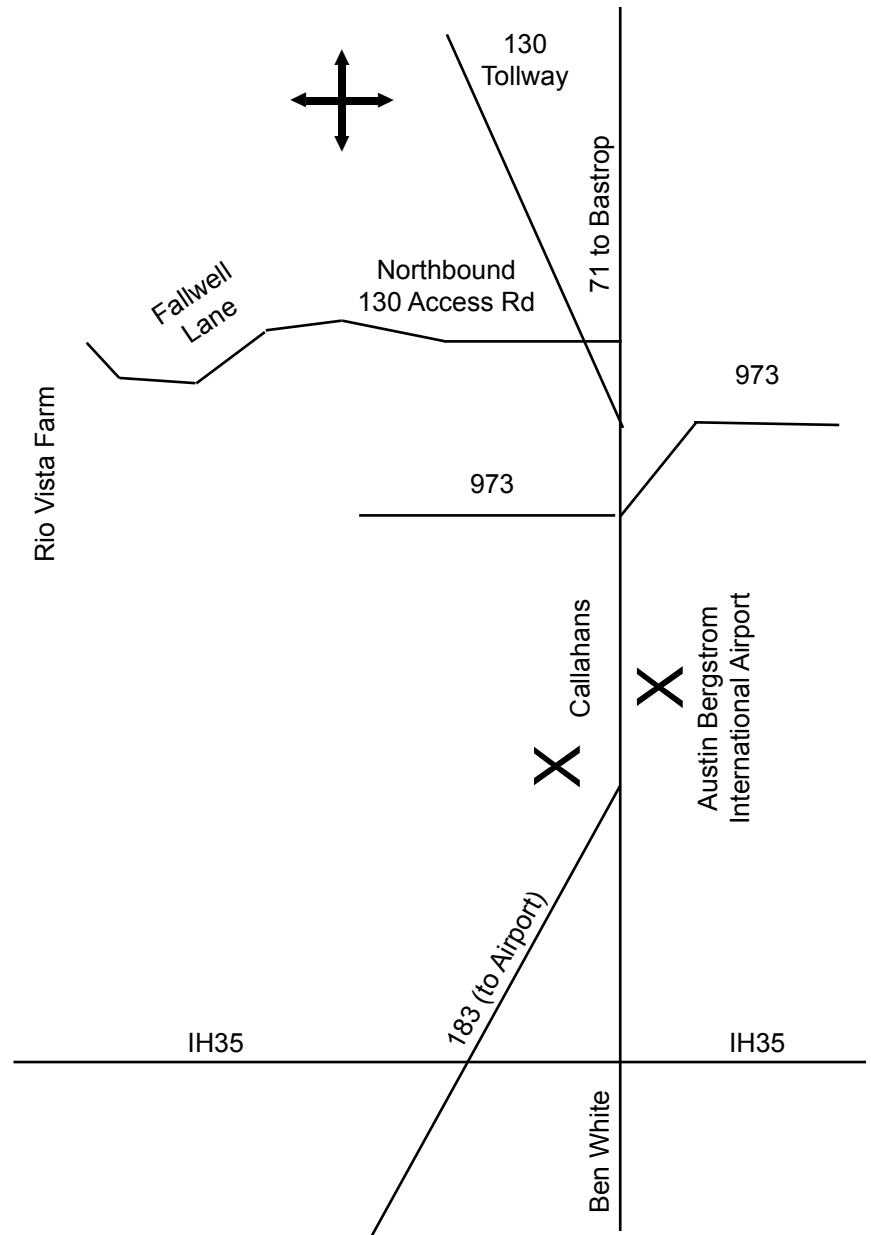 130
Tollway
71 to Bastrop
Northbound
130 Access Rd
Fallwell
Lane
973
Rio Vista Farm
973
Callahans
X
X
Austin Bergstrom
International Airport
183 (to Airport)
IH35
IH35
Ben White